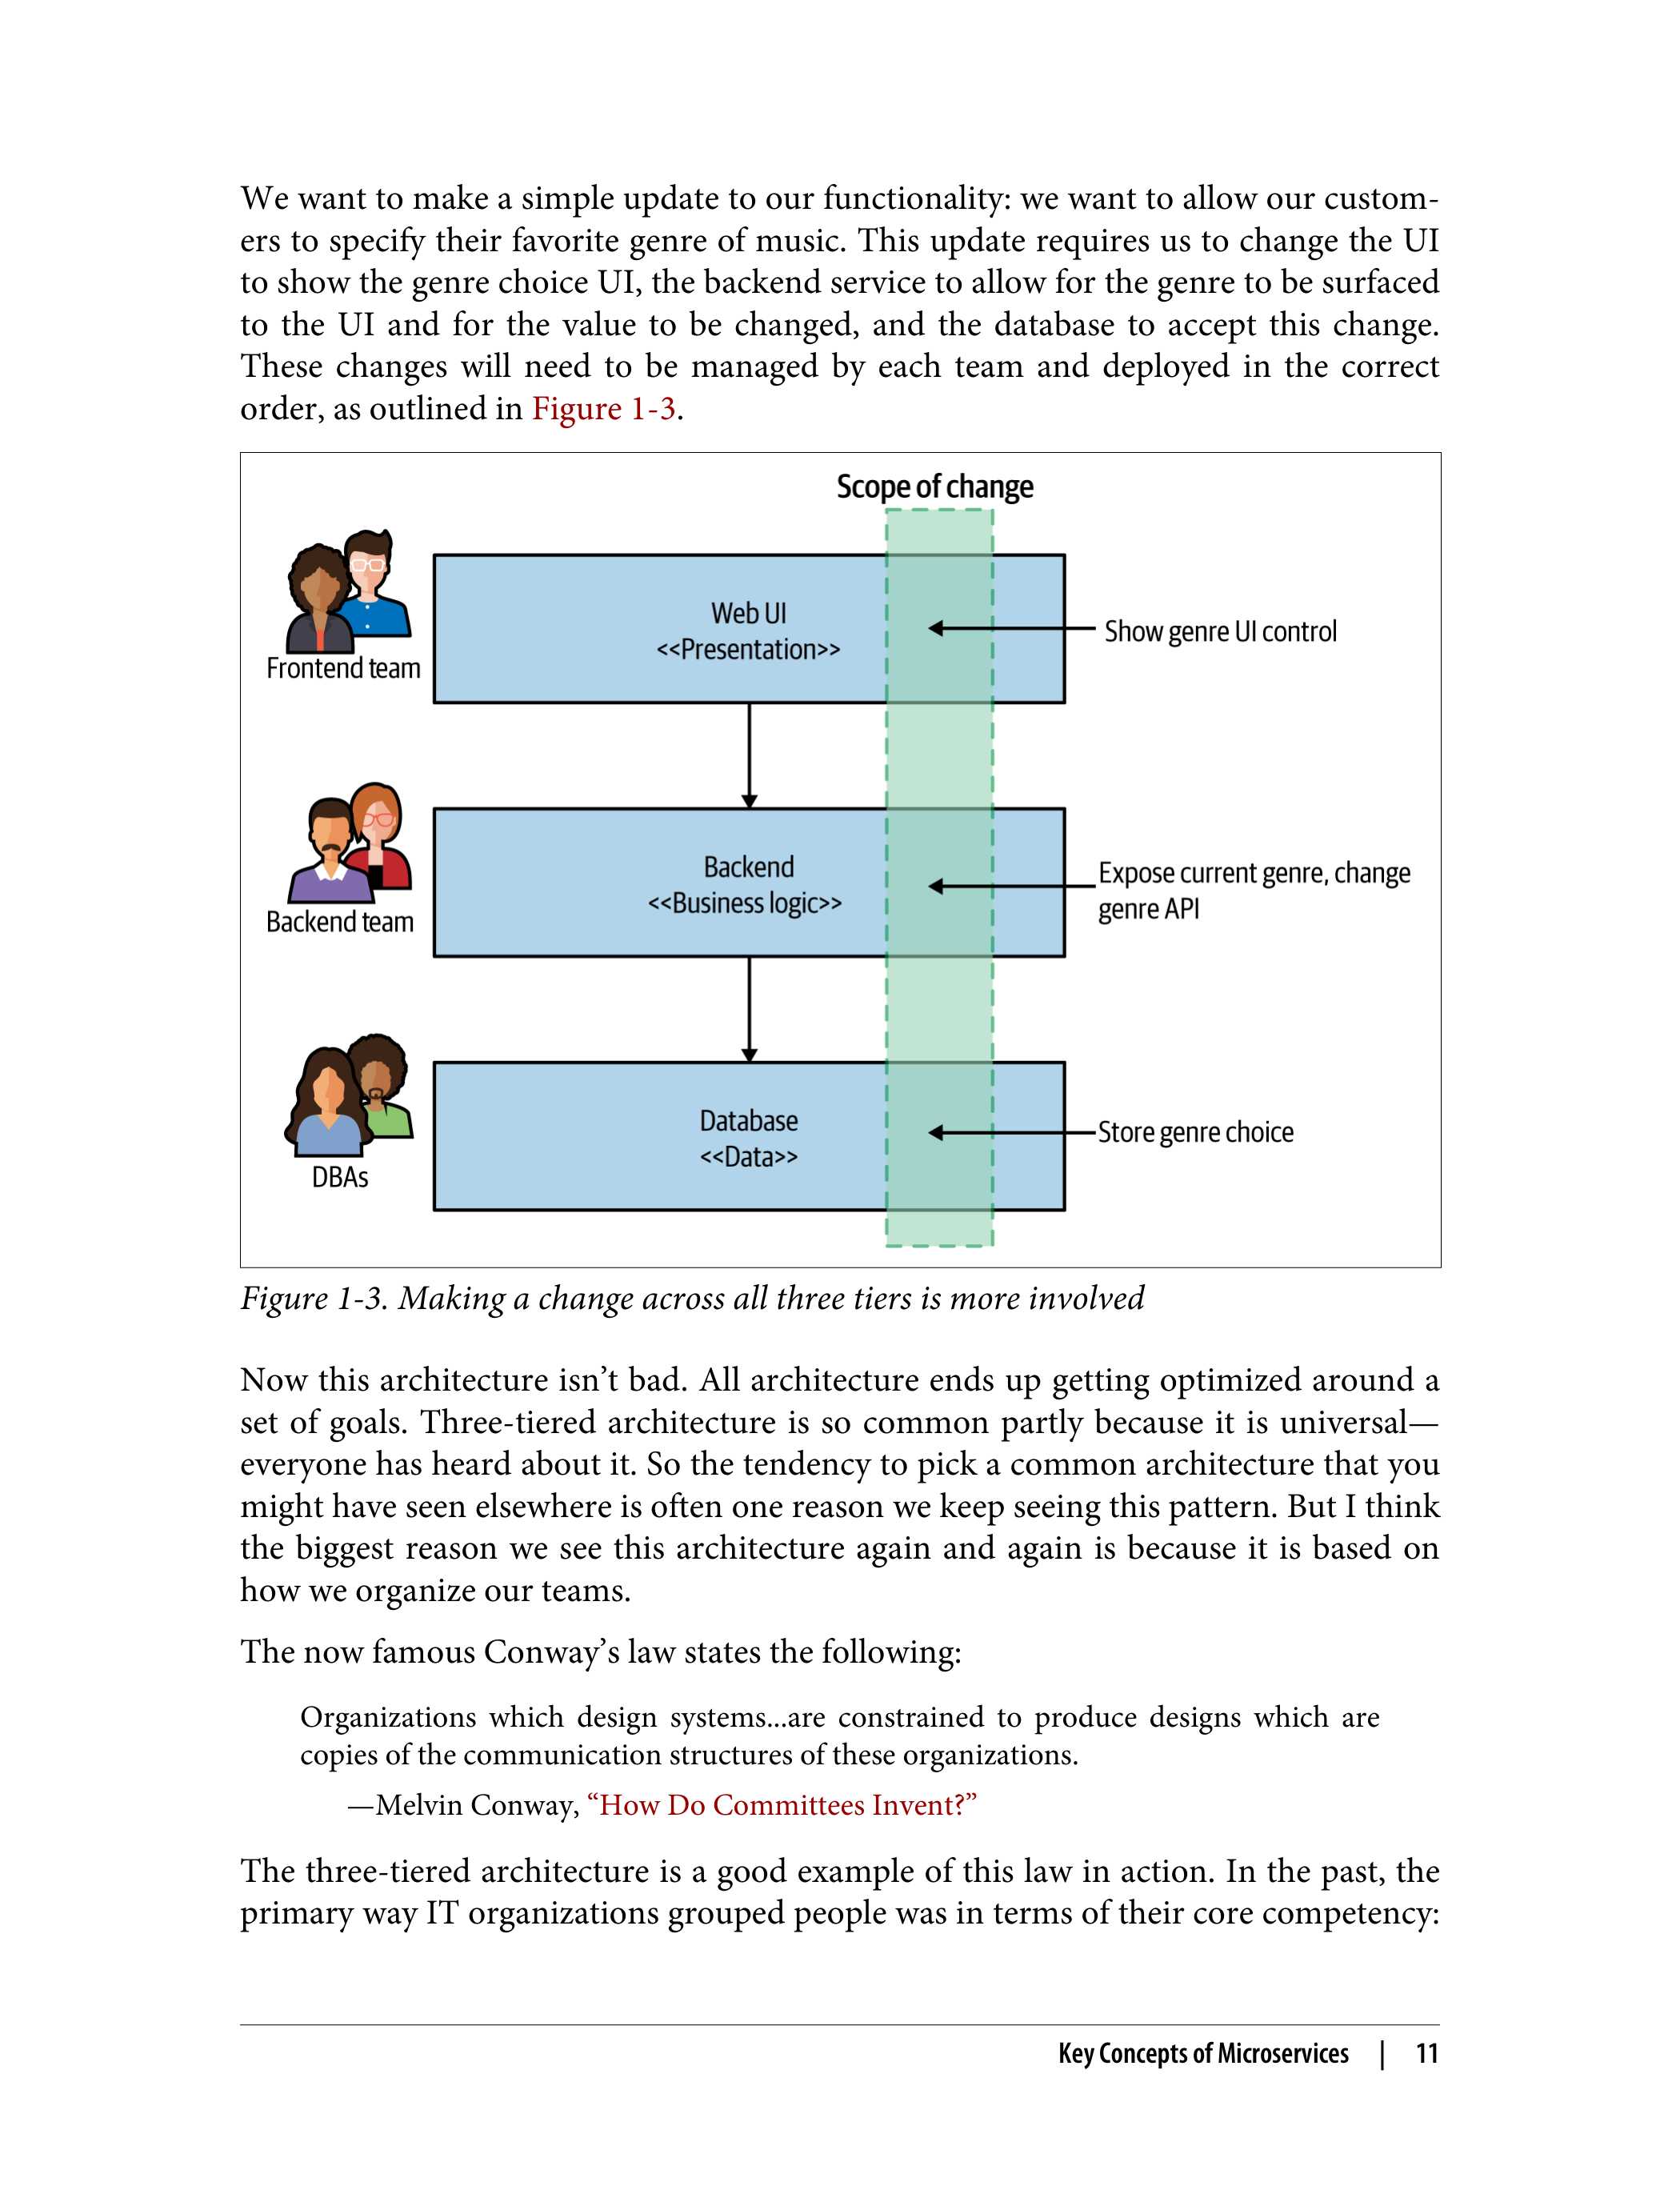 We want to make a simple update to our functionality: we want to allow our custom-
ers to specify their favorite genre of music. This update requires us to change the UI
to show the genre choice UI, the backend service to allow for the genre to be surfaced
to the UI and for the value to be changed, and the database to accept this change.
These changes will need to be managed by each team and deployed in the correct
order, as outlined in Figure 1-3.
Scope of change
Frontend team
Web UI
<<Presentation>>
Show genre UI control
Backend team
Backend
<<Business logic>>
Expose current genre, change
genre API
DBAs
Database
<<Data>>
Store genre choice
Figure 1-3. Making a change across all three tiers is more involved
Now this architecture isn’t bad. All architecture ends up getting optimized around a
set of goals. Three-tiered architecture is so common partly because it is universal—
everyone has heard about it. So the tendency to pick a common architecture that you
might have seen elsewhere is often one reason we keep seeing this pattern. But I think
the biggest reason we see this architecture again and again is because it is based on
how we organize our teams.
The now famous Conway’s law states the following:
Organizations which design systems...are constrained to produce designs which are
copies of the communication structures of these organizations.
—Melvin Conway, “How Do Committees Invent?”
The three-tiered architecture is a good example of this law in action. In the past, the
primary way IT organizations grouped people was in terms of their core competency:
Key Concepts of Microservices | 11